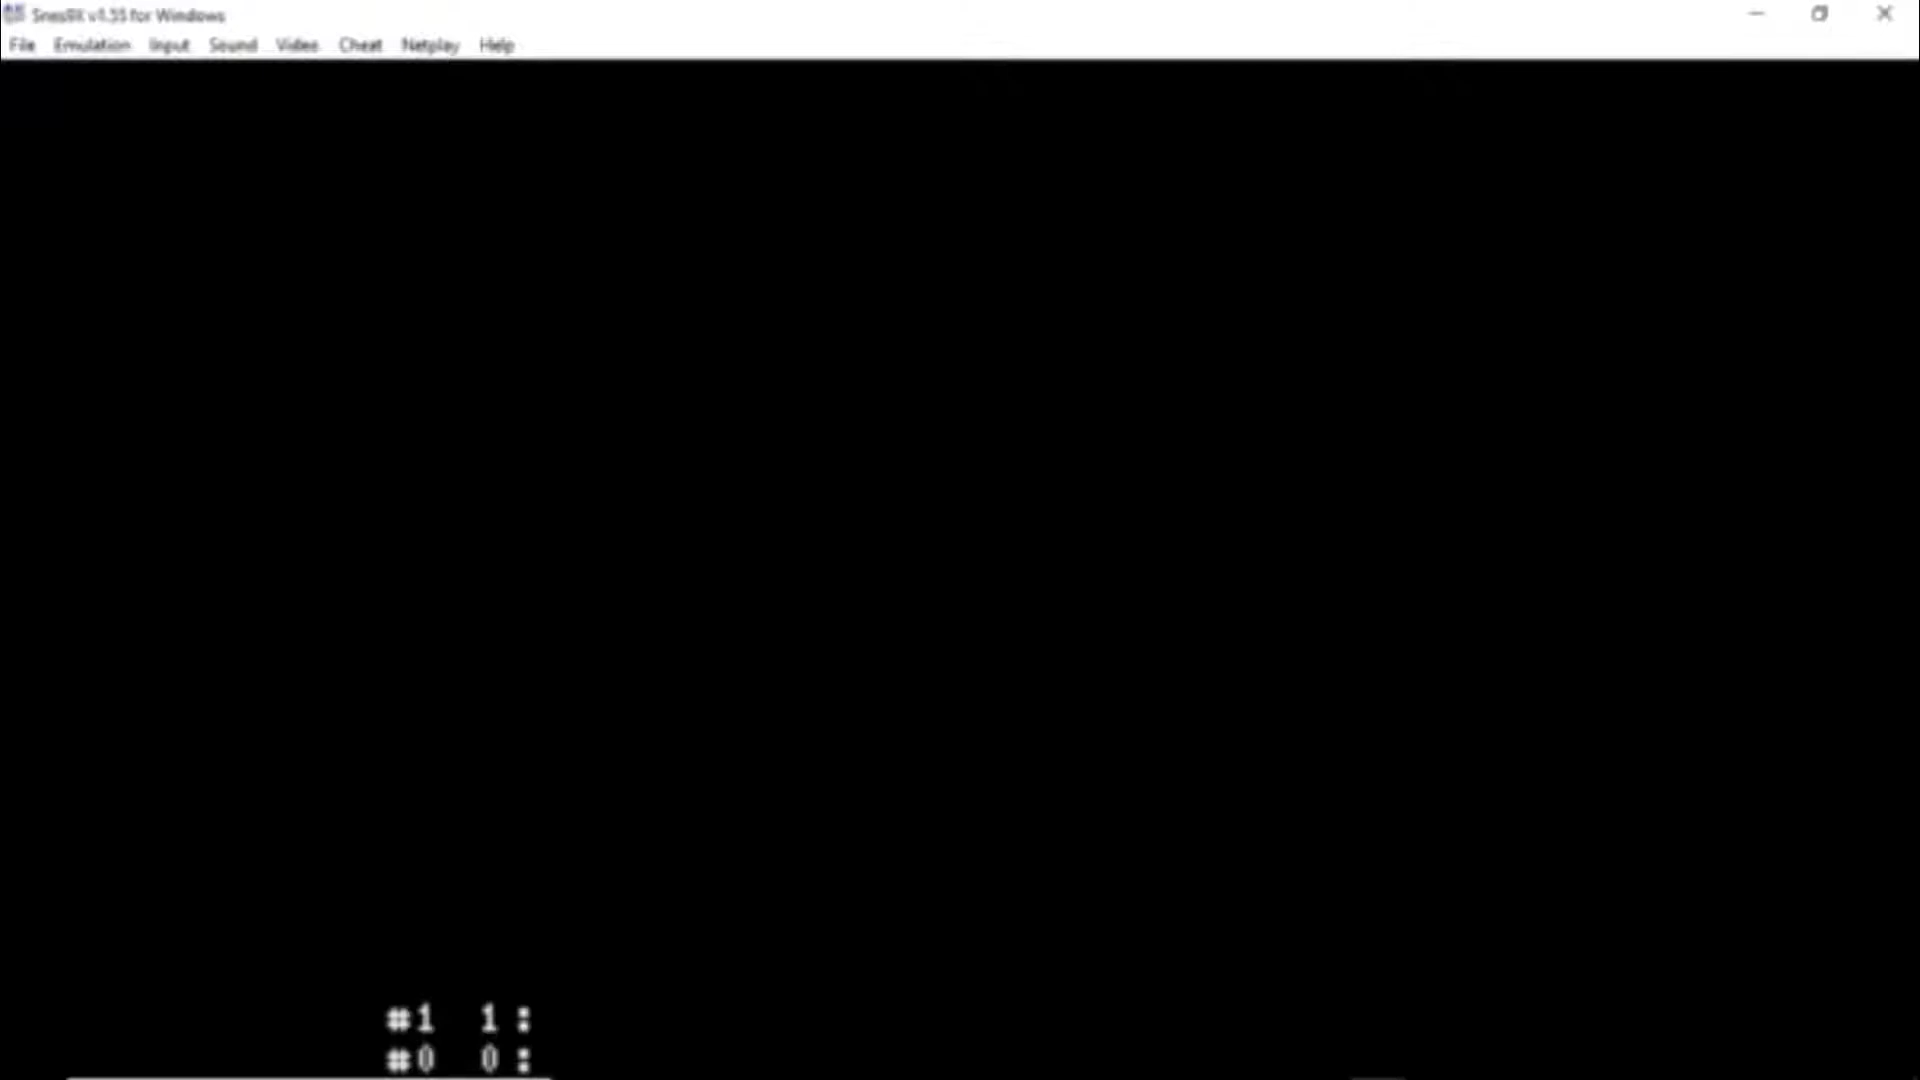 Snes9X v1.55 for Windows
File Emulation Input Sound Video Cheat Netplay Help
#1 1:
#0 0: